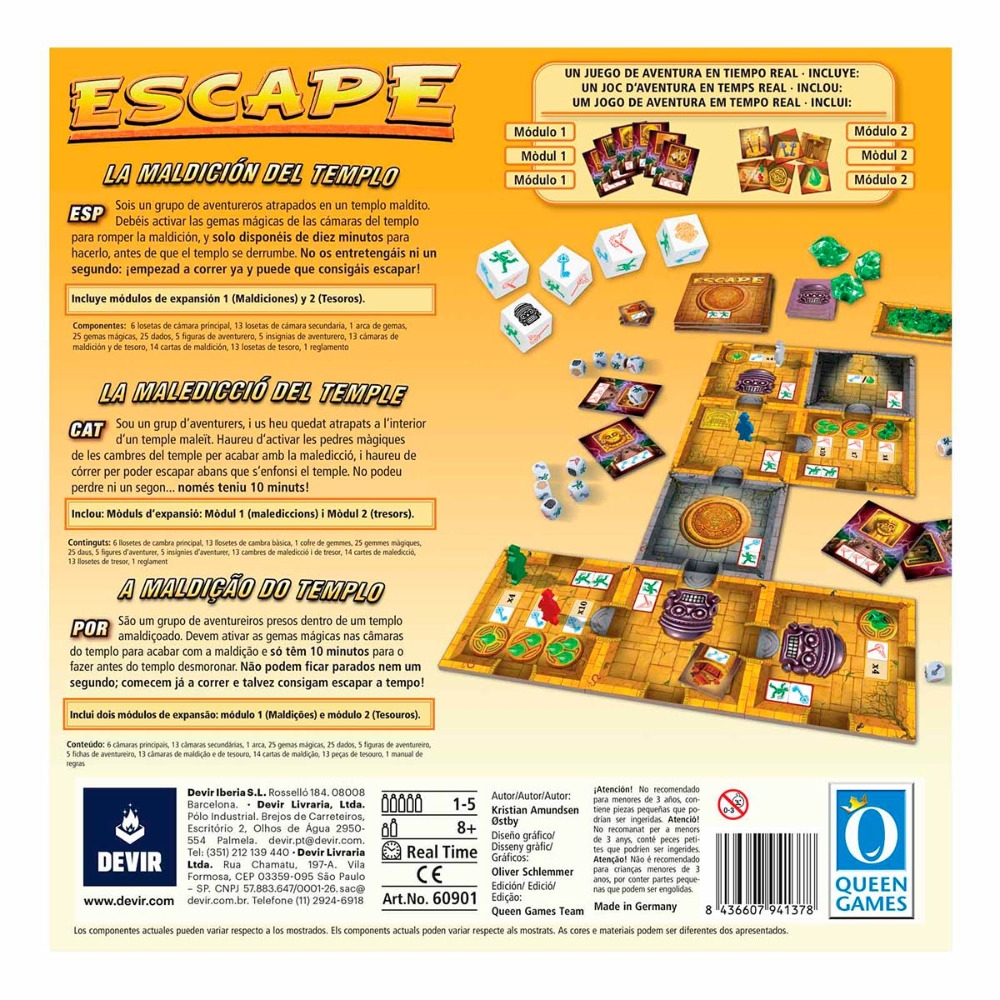 ESCAPE
LA MALDICIÓN DEL TEMPLO
ESP
Sois un grupo de aventureros atrapados en un templo maldito.
Debéis activar las gemas mágicas de las cámaras del templo
para romper la maldición, y solo disponéis de diez minutos para
hacerlo, antes de que el templo se derrumbe. No os entretengáis ni un
segundo: ¡empezad a correr ya y puede que consigáis escapar!
Incluye módulos de expansión 1 (Maldiciones) y 2 (Tesoros).
Componentes: 6 losetas de cámara principal, 13 losetas de cámara secundaria, 1 arca de gemas,
25 gemas mágicas, 25 dados, 5 figuras de aventurero, 5 insignias de aventurero, 13 cámaras de
maldición y de tesoro, 14 cartas de maldición, 13 losetas de tesoro, 1 reglamento
LA MALEDICCIÓ DEL TEMPLE
CAT
Sou un grup d'aventurers, i us heu quedat atrapats a l'interior
d'un temple maleït. Haureu d'activar les pedres màgiques
de les cambres del temple per acabar amb la maledicció, i haureu de
córrer per poder escapar abans que s'enfonsi el temple. No podeu
perdre ni un segon... només teniu 10 minuts!
Inclou: Mòduls d'expansió: Mòdul 1 (malediccions) i Mòdul 2 (tresors).
Continguts: 6 llosetes de cambra principal, 13 llosetes de cambra bàsica, 1 cofre de gemmes, 25 gemmes màgiques,
25 daus, 5 figures d'aventurer, 5 insígnies d'aventurer, 13 cambres de maledicció i de tresor, 14 cartes de maledicció,
13 llosetes de tresor, 1 reglament
A MALDIÇÃO DO TEMPLO
POR
São um grupo de aventureiros presos dentro de um templo
amaldiçoado. Devem ativar as gemas mágicas nas câmaras
do templo para acabar com a maldição e só têm 10 minutos para o
fazer antes do templo desmoronar. Não podem ficar parados nem um
segundo; comecem já a correr e talvez consigam escapar a tempo!
Inclui dois módulos de expansão: módulo 1 (Maldições) e módulo 2 (Tesouros).
Conteúdo: 6 câmaras principais, 13 câmaras secundárias, 1 arca, 25 gemas mágicas, 25 dados, 5 figuras de aventureiro,
5 fichas de aventureiro, 13 câmaras de maldição e de tesouro, 14 cartas de maldição, 13 peças de tesouro, 1 manual de
regras
UN JUEGO DE AVENTURA EN TIEMPO REAL · INCLUYE:
UN JOC D'AVENTURA EN TEMPS REAL · INCLOU:
UM JOGO DE AVENTURA EM TEMPO REAL · INCLUI:
Módulo 1
Mòdul 1
Módulo 1
Módulo 2
Mòdul 2
Módulo 2
ESCAPE
x4
x10
x4
DEVIR
www.devir.com
Devir Iberia S.L. Rosselló 184. 08008
Barcelona. · Devir Livraria, Ltda.
Pólo Industrial. Brejos de Carreteiros,
Escritório 2, Olhos de Água 2950-
554 Palmela. devir.pt@devir.com.
Tel: (351) 212 139 440 · Devir Livraria
Ltda. Rua Chamatu, 197-A. Vila
Formosa, CEP 03359-095 São Paulo
– SP. CNPJ 57.883.647/0001-26. sac@
devir.com.br. Telefone (11) 2924-6918
1-5
8+
Real Time
CE
Art.No. 60901
Autor/Autor/Autor:
Kristian Amundsen
Østby
Diseño gráfico/
Disseny gràfic/
Gráficos:
Oliver Schlemmer
Edición/ Edició/
Edição:
Queen Games Team
¡Atención! No recomendado
para menores de 3 años, con-
tiene piezas pequeñas que po-
drían ser ingeridas. Atenció!
No recomanat per a menors
de 3 anys, conté peces peti-
tes que podrien ser ingerides.
Atenção! Não é recomendado
para crianças menores de 3
anos, por conter partes peque-
nas que podem ser engolidas.
Made in Germany
0-3
8 436607 941378
QUEEN
GAMES
Los componentes actuales pueden variar respecto a los mostrados. Els components actuals poden variar respecte als mostrats. As cores e materiais podem ser diferentes dos apresentados.